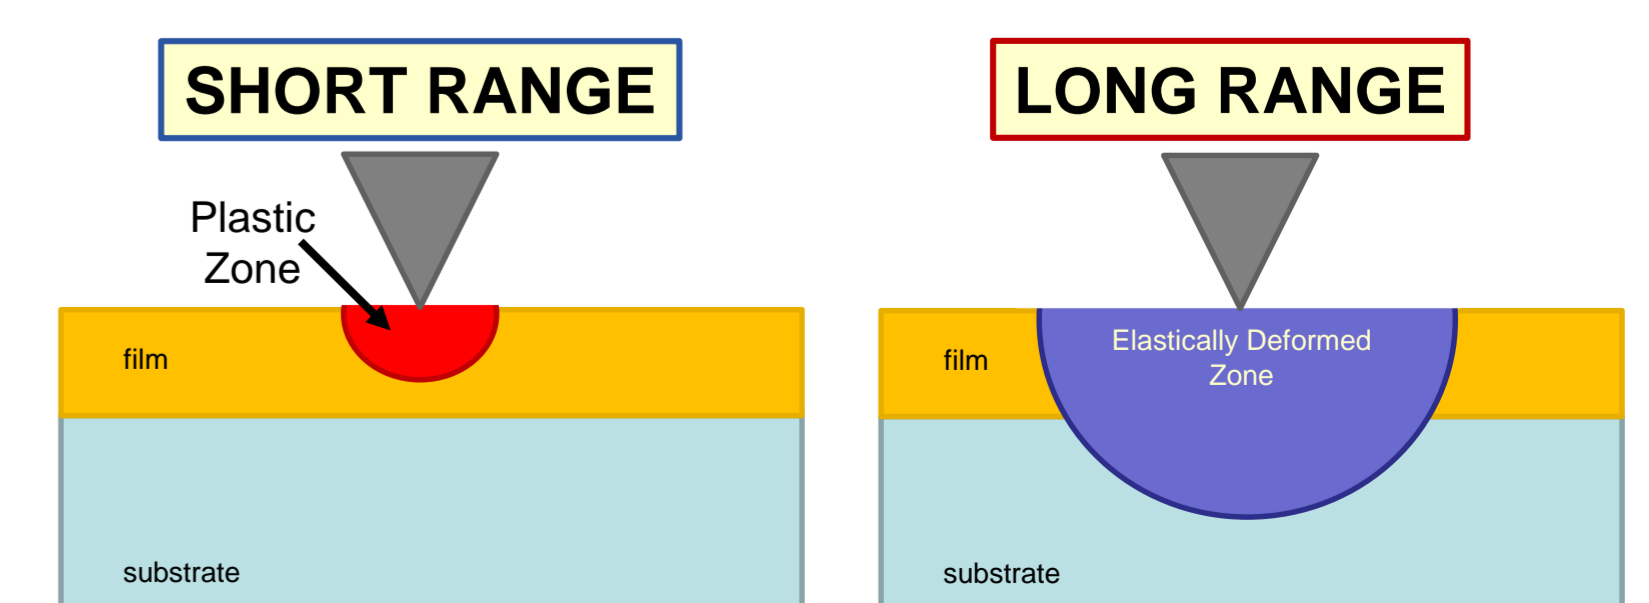 SHORT RANGE
Plastic
Zone
film
substrate
LONG RANGE
Elastically Deformed
Zone
film
substrate